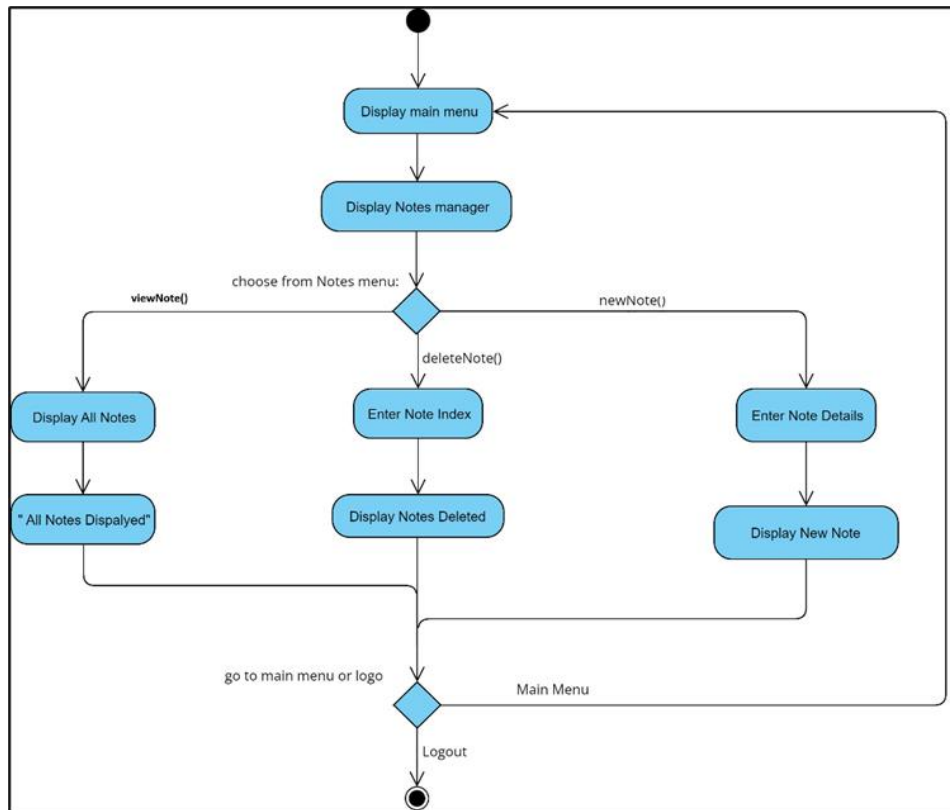 Display main menu
Display Notes manager
choose from Notes menu:
viewNote()
newNote()
deleteNote()
Display All Notes
Enter Note Index
Enter Note Details
" All Notes Dispalyed"
Display Notes Deleted
Display New Note
go to main menu or logo
Main Menu
Logout